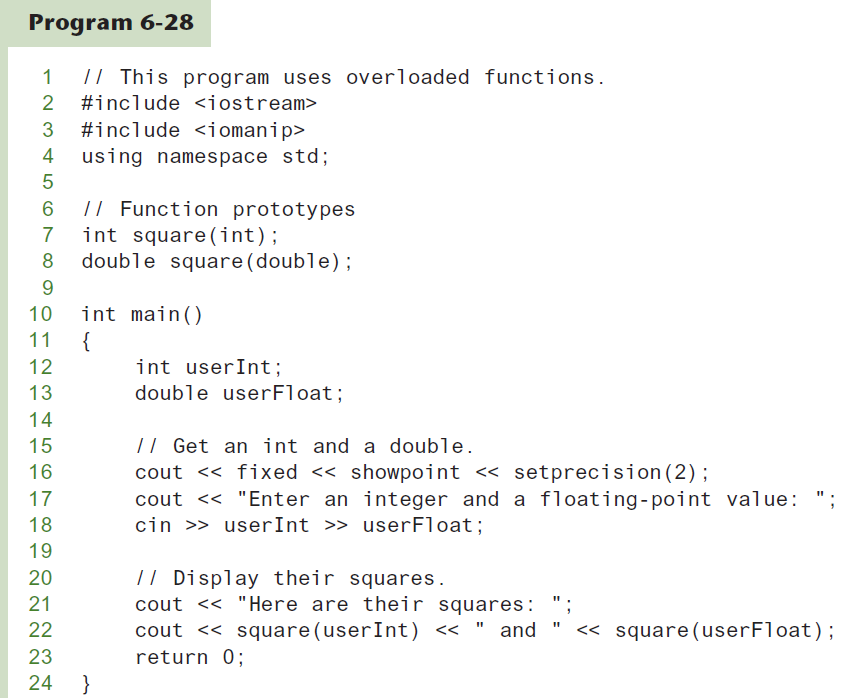 Program 6-28
1 // This program uses overloaded functions.
2 #include <iostream>
3 #include <iomanip>
4 using namespace std;
5
6 // Function prototypes
7 int square(int);
8 double square(double);
9
10 int main()
11 {
12 int userInt;
13 double userFloat;
14
15 // Get an int and a double.
16 cout << fixed << showpoint << setprecision(2);
17 cout << "Enter an integer and a floating-point value: ";
18 cin >> userInt >> userFloat;
19
20 // Display their squares.
21 cout << "Here are their squares: ";
22 cout << square(userInt) << " and " << square(userFloat);
23 return 0;
24 }